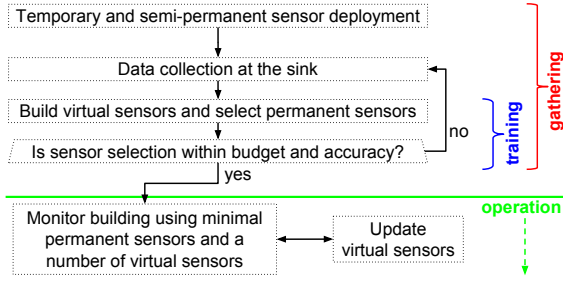 Temporary and semi-permanent sensor deployment
Data collection at the sink
Build virtual sensors and select permanent sensors
Is sensor selection within budget and accuracy?
no
yes
training
gathering
operation
Monitor building using minimal
permanent sensors and a
number of virtual sensors
Update
virtual sensors